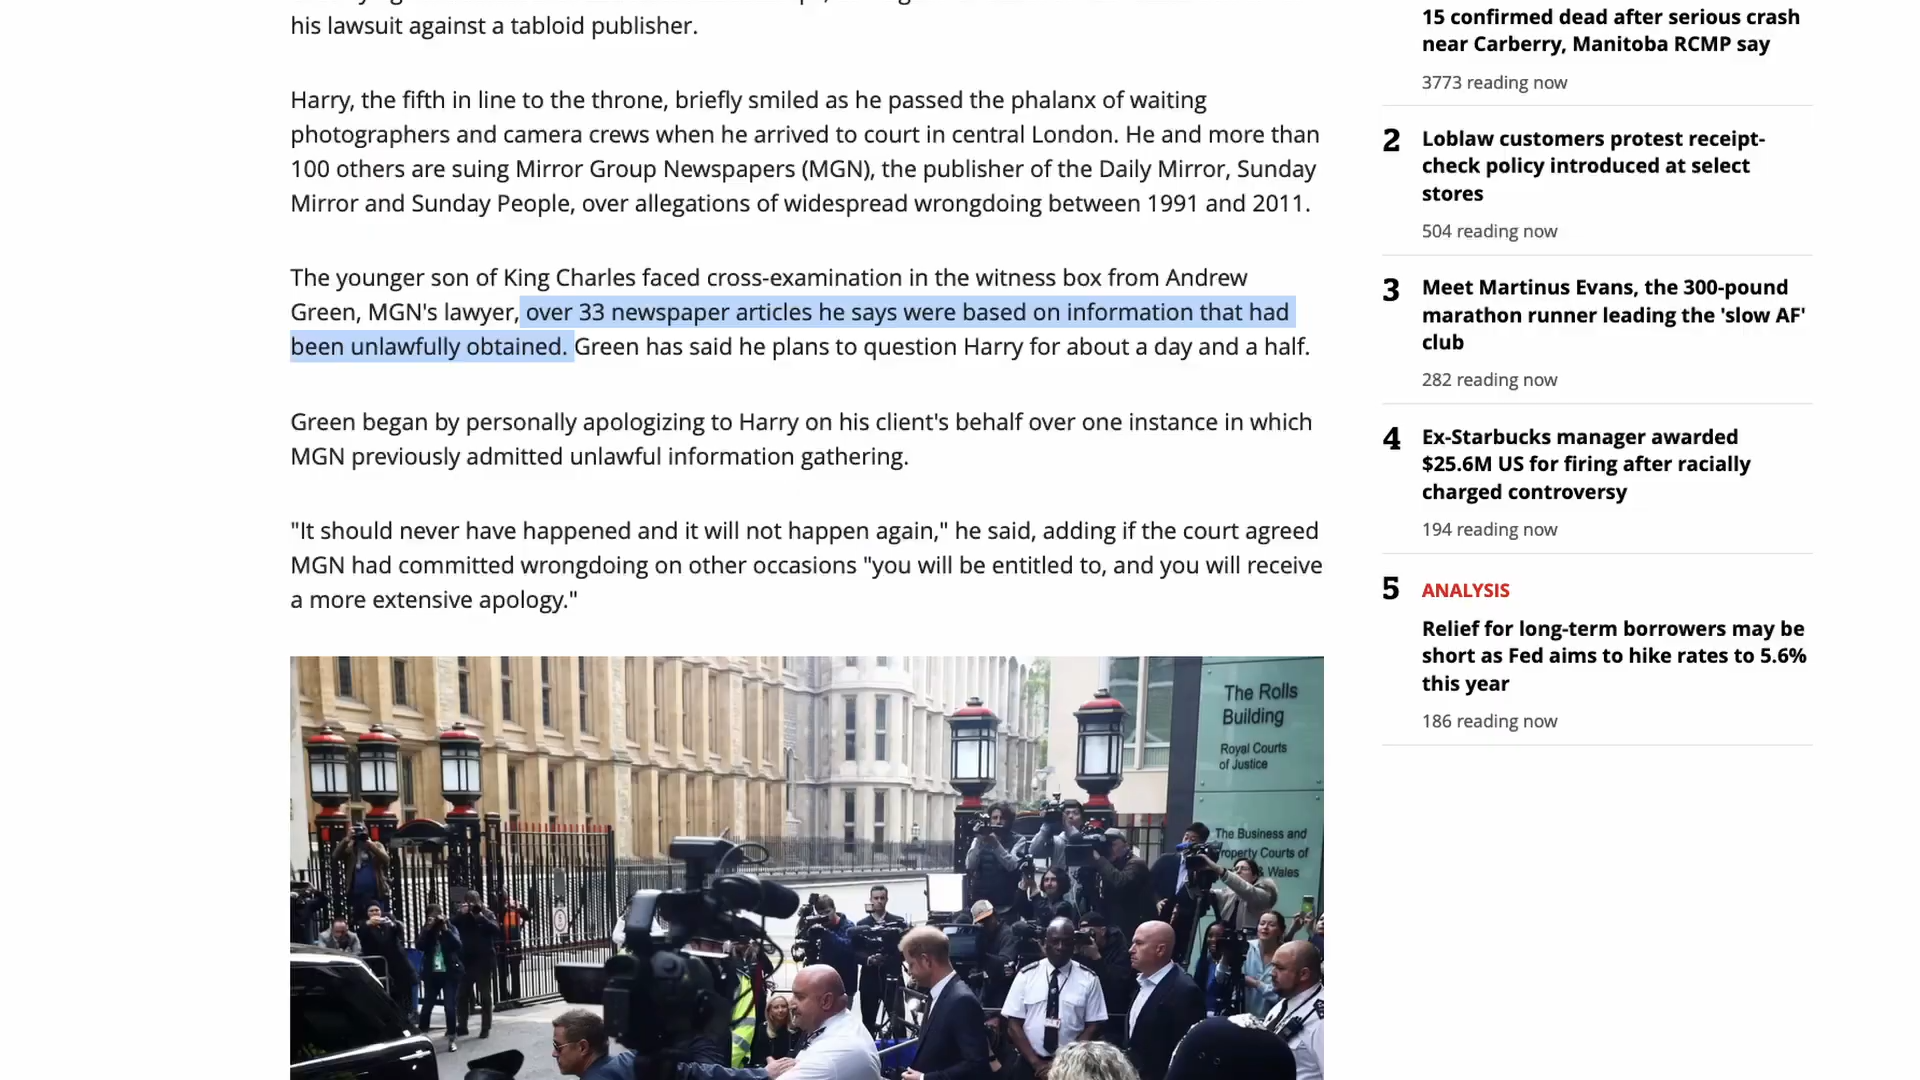 his lawsuit against a tabloid publisher.
Harry, the fifth in line to the throne, briefly smiled as he passed the phalanx of waiting
photographers and camera crews when he arrived to court in central London. He and more than
100 others are suing Mirror Group Newspapers (MGN), the publisher of the Daily Mirror, Sunday
Mirror and Sunday People, over allegations of widespread wrongdoing between 1991 and 2011.
The younger son of King Charles faced cross-examination in the witness box from Andrew
Green, MGN's lawyer, over 33 newspaper articles he says were based on information that had
been unlawfully obtained. Green has said he plans to question Harry for about a day and a half.
Green began by personally apologizing to Harry on his client's behalf over one instance in which
MGN previously admitted unlawful information gathering.
"It should never have happened and it will not happen again," he said, adding if the court agreed
MGN had committed wrongdoing on other occasions "you will be entitled to, and you will receive
a more extensive apology."
The Rolls
Building
Royal Courts
of Justice
The Business and
Property Courts of
& Wales
15 confirmed dead after serious crash
near Carberry, Manitoba RCMP say
3773 reading now
2 Loblaw customers protest receipt-
check policy introduced at select
stores
504 reading now
3 Meet Martinus Evans, the 300-pound
marathon runner leading the 'slow AF'
club
282 reading now
4 Ex-Starbucks manager awarded
$25.6M US for firing after racially
charged controversy
194 reading now
5 ANALYSIS
Relief for long-term borrowers may be
short as Fed aims to hike rates to 5.6%
this year
186 reading now